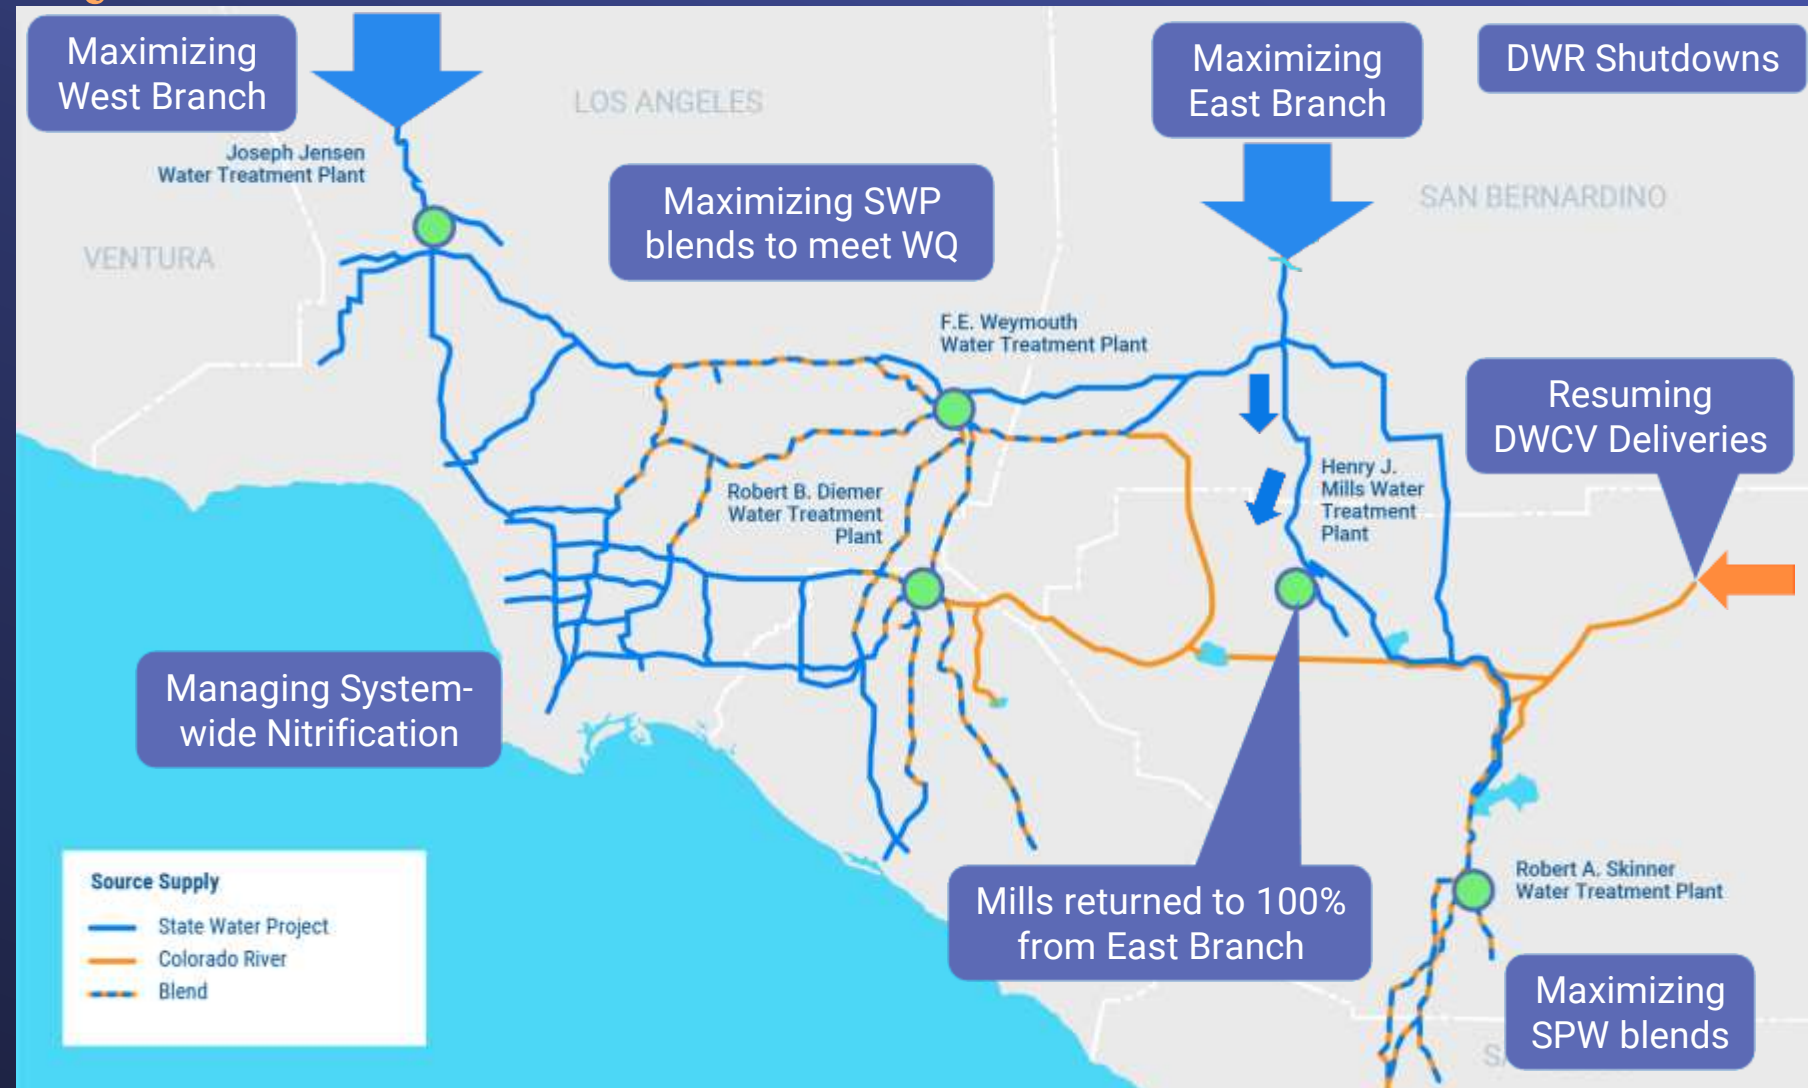 Maximizing
West Branch
LOS ANGELES
Maximizing
East Branch
DWR Shutdowns
Joseph Jensen
Water Treatment Plant
Maximizing SWP
blends to meet WQ
SAN BERNARDINO
VENTURA
F.E. Weymouth
Water Treatment Plant
Resuming
DWCV Deliveries
Henry J.
Mills Water
Treatment
Plant
Robert B. Diemer
Water Treatment
Plant
Managing System-
wide Nitrification
Mills returned to 100%
from East Branch
Robert A. Skinner
Water Treatment Plant
Maximizing
SPW blends
Source Supply
State Water Project
Colorado River
Blend